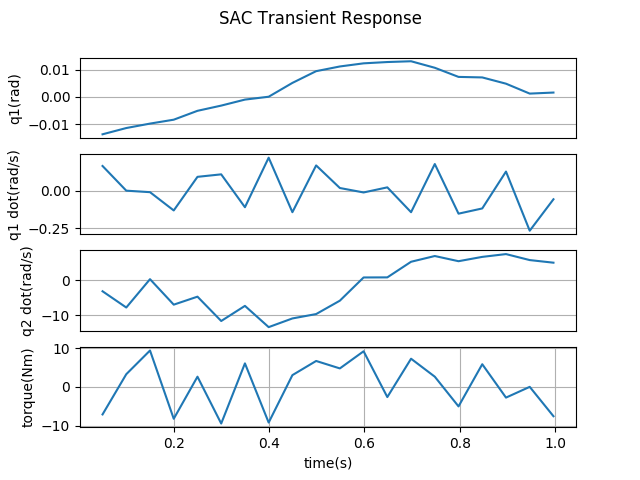 SAC Transient Response
q1(rad)
0.01
0.00
−0.01
q1 dot(rad/s)
0.00
−0.25
q2 dot(rad/s)
0
−10
torque(Nm)
10
0
−10
0.2 0.4 0.6 0.8 1.0
time(s)